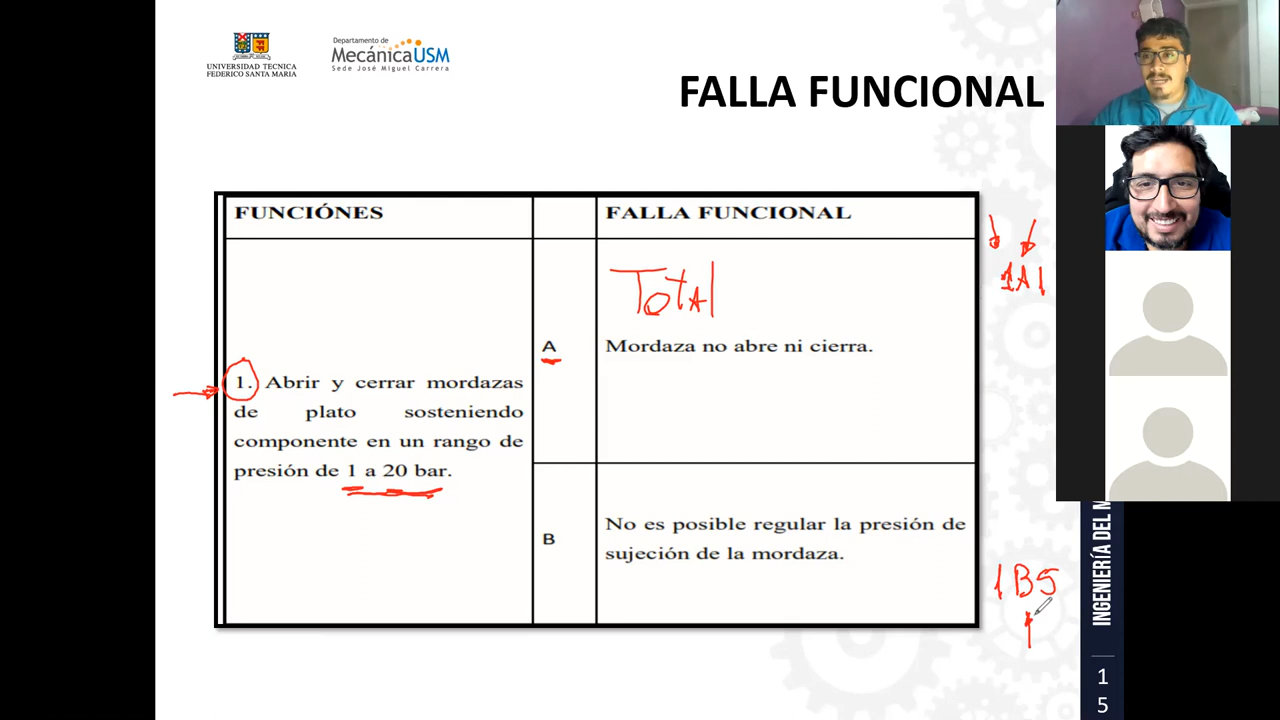 UNIVERSIDAD TECNICA
FEDERICO SANTA MARIA
Departamento de
MecánicaUSM
Sede José Miguel Carrera
FALLA FUNCIONAL
FUNCIÓNES
FALLA FUNCIONAL
1. Abrir y cerrar mordazas
de plato sosteniendo
componente en un rango de
presión de 1 a 20 bar.
A
Total
Mordaza no abre ni cierra.
B
No es posible regular la presión de
sujeción de la mordaza.
1A1
1B5
INGENIERÍA DEL M
1
5